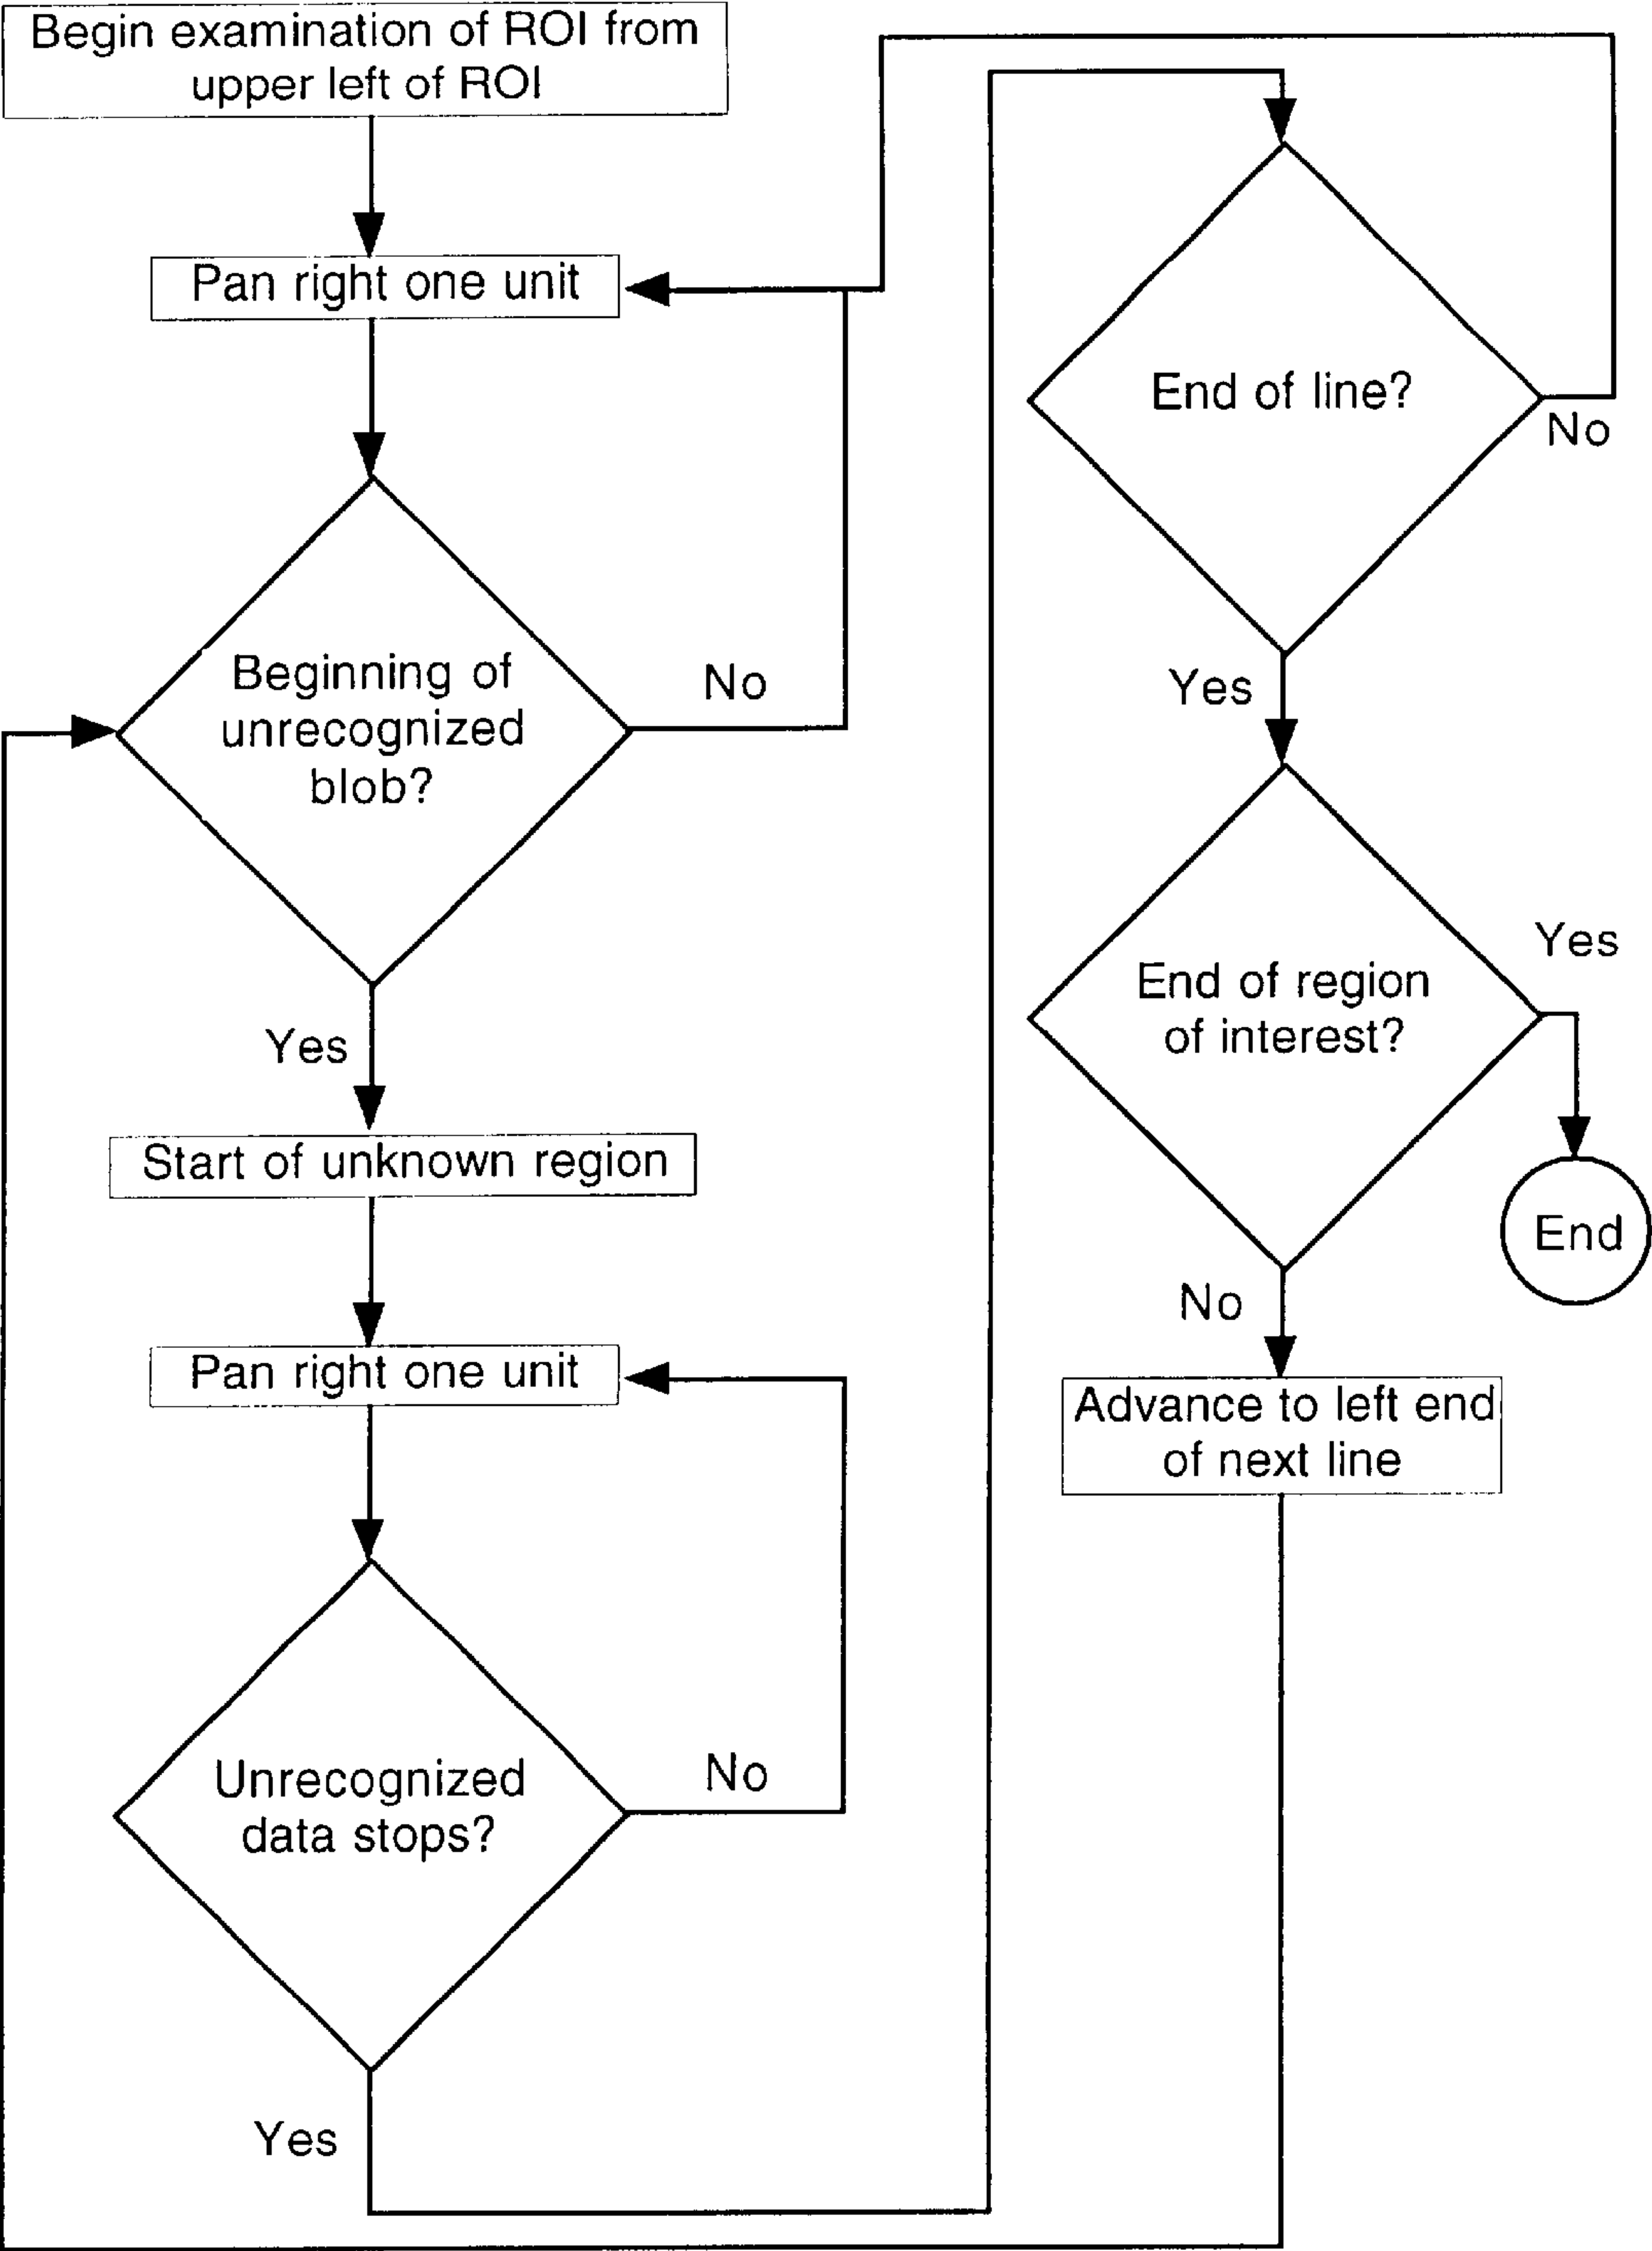 Begin examination of ROI from
upper left of ROI
Pan right one unit
Beginning of
unrecognized
blob?
No
Yes
Start of unknown region
Pan right one unit
Unrecognized
data stops?
No
Yes
End of line?
No
Yes
End of region
of interest?
Yes
End
No
Advance to left end
of next line